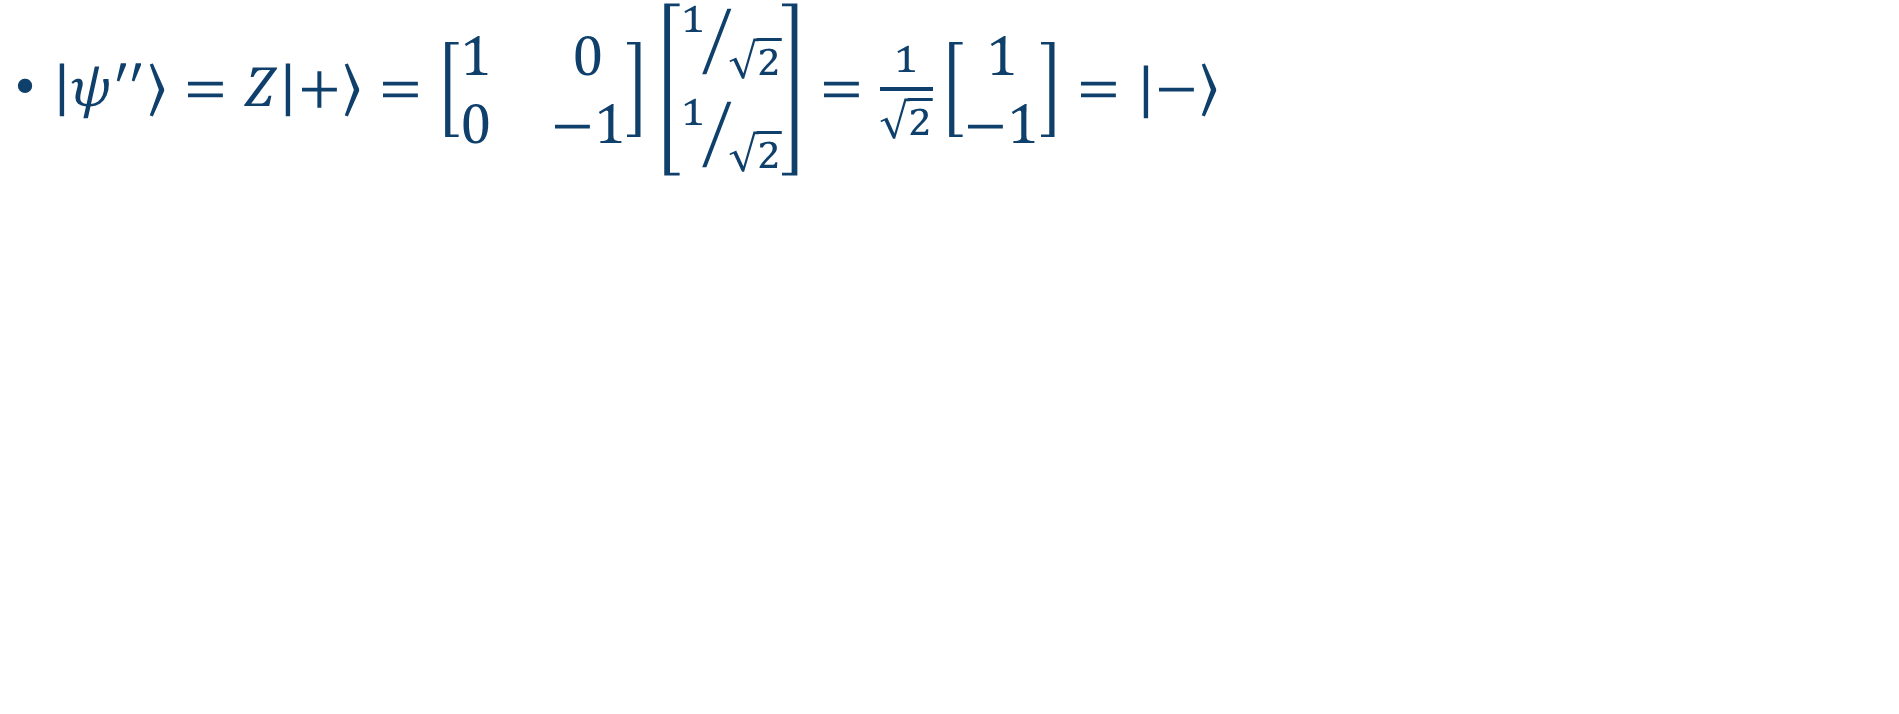 • |ψ′′⟩ = Z|+⟩ = [1 0; 0 −1] [1/√2; 1/√2] = 1/√2 [1; −1] = |−⟩